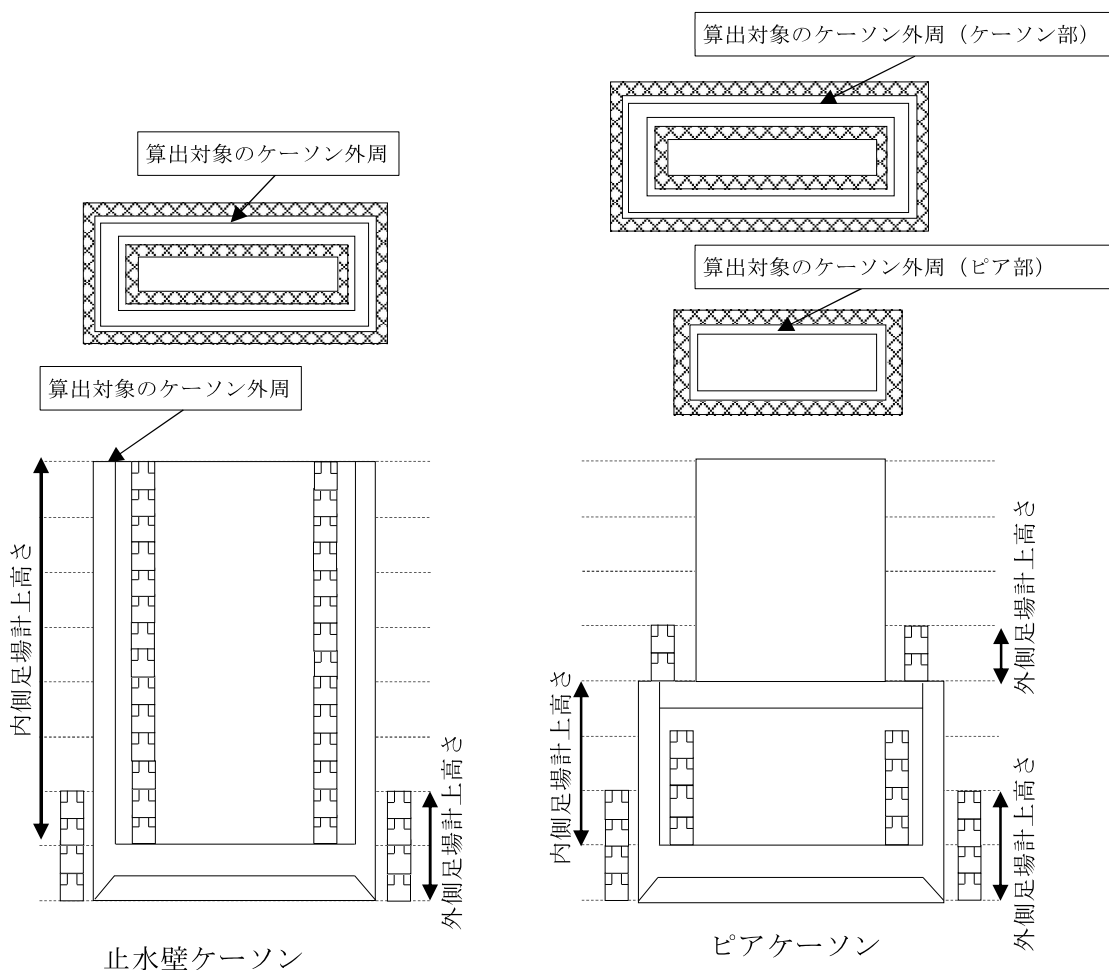 算出対象のケーソン外周（ケーソン部）
算出対象のケーソン外周
算出対象のケーソン外周（ピア部）
算出対象のケーソン外周
内側足場計上高さ
外側足場計上高さ
外側足場計上高さ
内側足場計上高さ
外側足場計上高さ
止水壁ケーソン
ピアケーソン